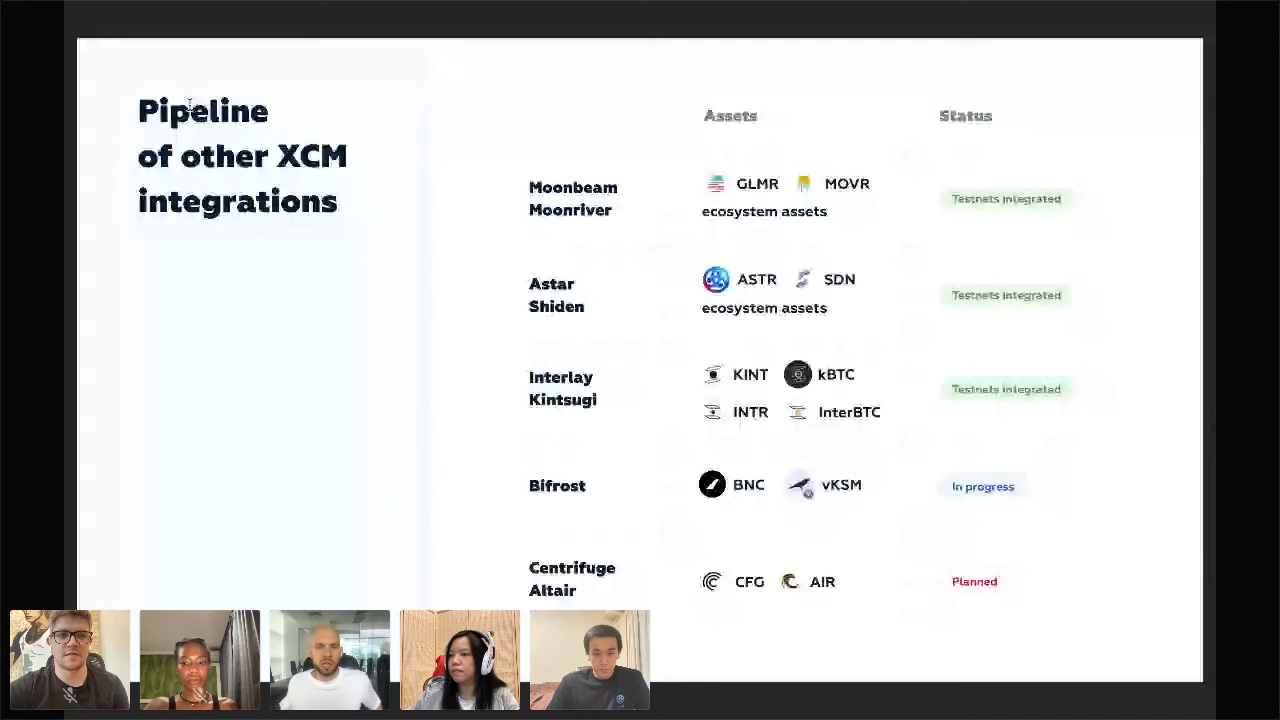 Pipeline
of other XCM
integrations
Assets
Status
Moonbeam
Moonriver
GLMR MOVR
ecosystem assets
Testnets integrated
Astar
Shiden
ASTR SDN
ecosystem assets
Testnets integrated
Interlay
Kintsugi
KINT kBTC
INTR InterBTC
Testnets integrated
Bifrost
BNC vKSM
In progress
Centrifuge
Altair
CFG AIR
Planned